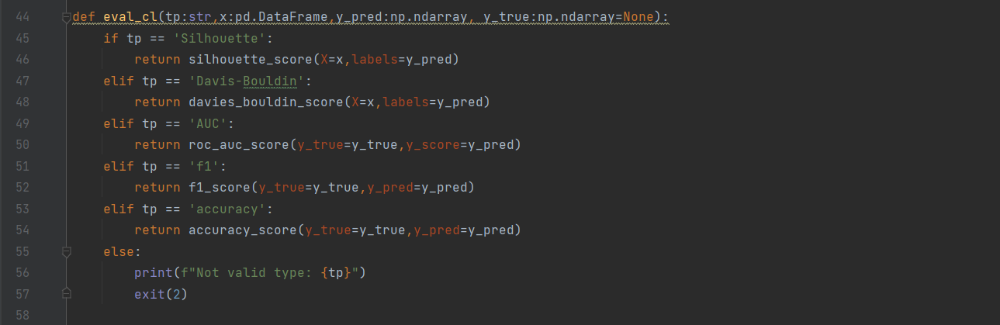 44 def eval_cl(tp:str,x:pd.DataFrame,y_pred:np.ndarray, y_true:np.ndarray=None):
45     if tp == 'Silhouette':
46         return silhouette_score(X=x,labels=y_pred)
47     elif tp == 'Davis-Bouldin':
48         return davies_bouldin_score(X=x,labels=y_pred)
49     elif tp == 'AUC':
50         return roc_auc_score(y_true=y_true,y_score=y_pred)
51     elif tp == 'f1':
52         return f1_score(y_true=y_true,y_pred=y_pred)
53     elif tp == 'accuracy':
54         return accuracy_score(y_true=y_true,y_pred=y_pred)
55     else:
56         print(f"Not valid type: {tp}")
57         exit(2)
58